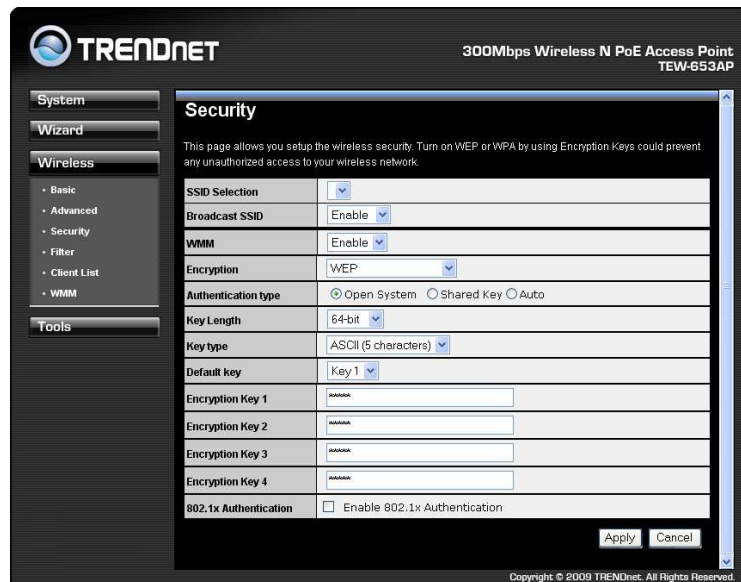 TRENDNET
300Mbps Wireless N PoE Access Point
TEW-653AP
System
Wizard
Wireless
• Basic
• Advanced
• Security
• Filter
• Client List
• WMM
Tools
Security
This page allows you setup the wireless security. Turn on WEP or WPA by using Encryption Keys could prevent
any unauthorized access to your wireless network.
SSID Selection
Broadcast SSID Enable
WMM Enable
Encryption WEP
Authentication type Open System Shared Key Auto
Key Length 64-bit
Key type ASCII (5 characters)
Default key Key 1
Encryption Key 1 *****
Encryption Key 2 *****
Encryption Key 3 *****
Encryption Key 4 *****
802.1x Authentication Enable 802.1x Authentication
Apply Cancel
Copyright © 2009 TRENDnet. All Rights Reserved.